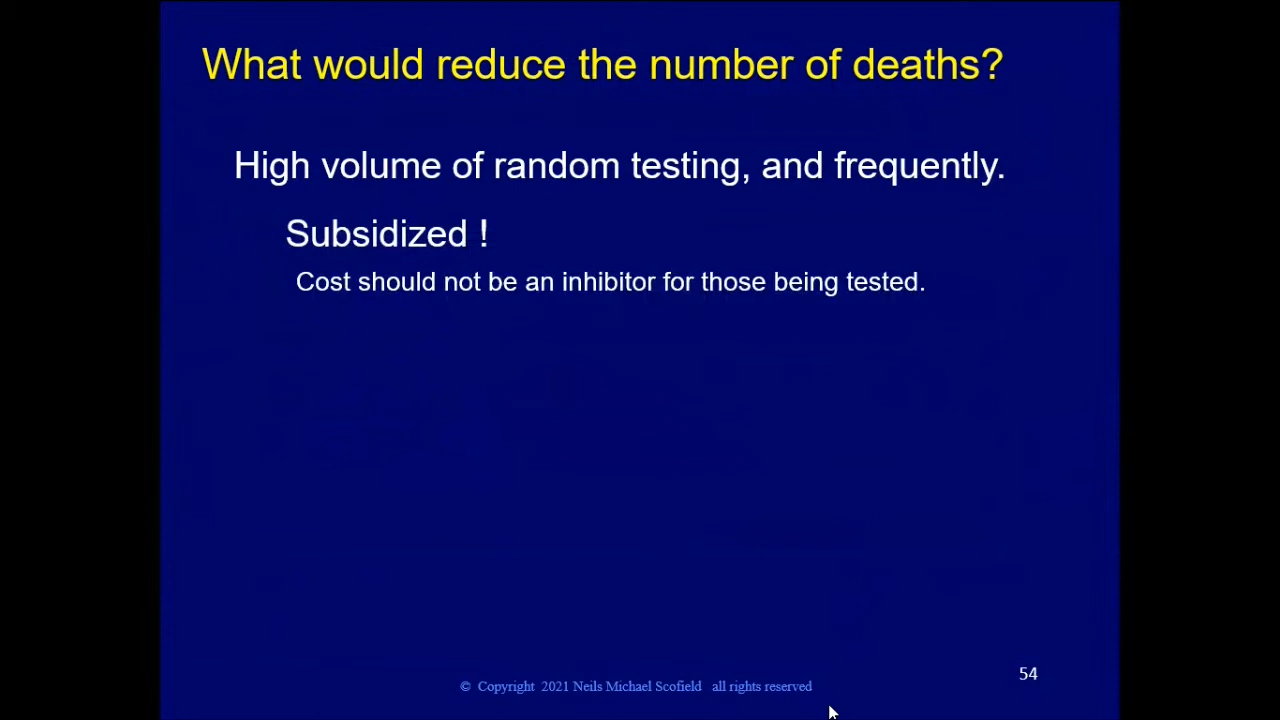 What would reduce the number of deaths?
High volume of random testing, and frequently.
Subsidized !
Cost should not be an inhibitor for those being tested.
54
© Copyright 2021 Neils Michael Scofield all rights reserved